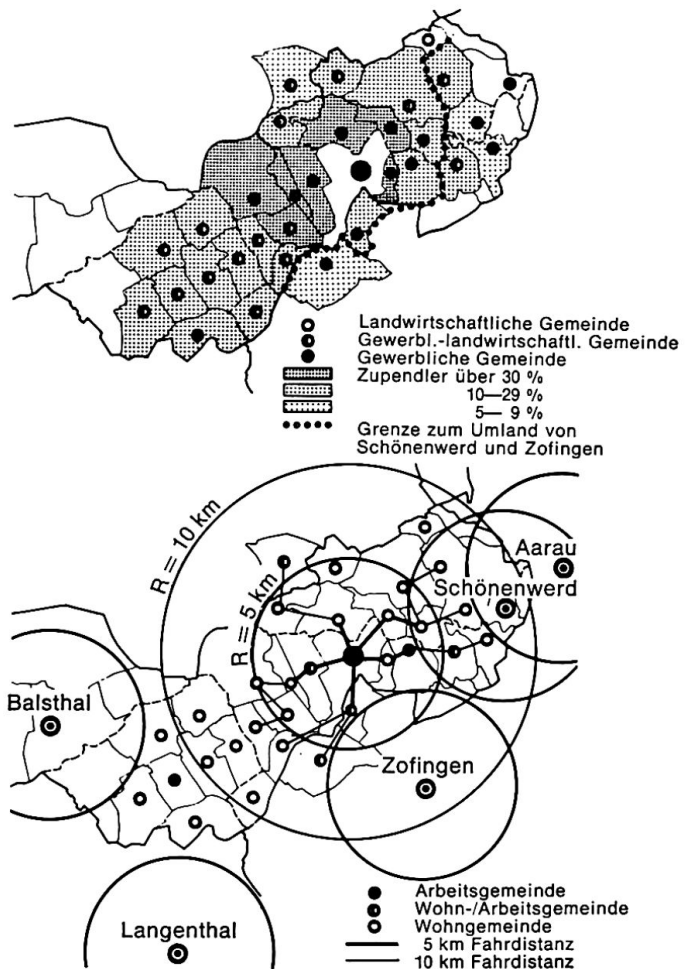 Landwirtschaftliche Gemeinde
Gewerbl.-landwirtschaftl. Gemeinde
Gewerbliche Gemeinde
Zupendler über 30 %
10—29 %
5— 9 %
Grenze zum Umland von
Schönenwerd und Zofingen
R = 10 km
R = 5 km
Aarau
Schönenwerd
Balsthal
Zofingen
Langenthal
Arbeitsgemeinde
Wohn-/Arbeitsgemeinde
Wohngemeinde
5 km Fahrdistanz
10 km Fahrdistanz